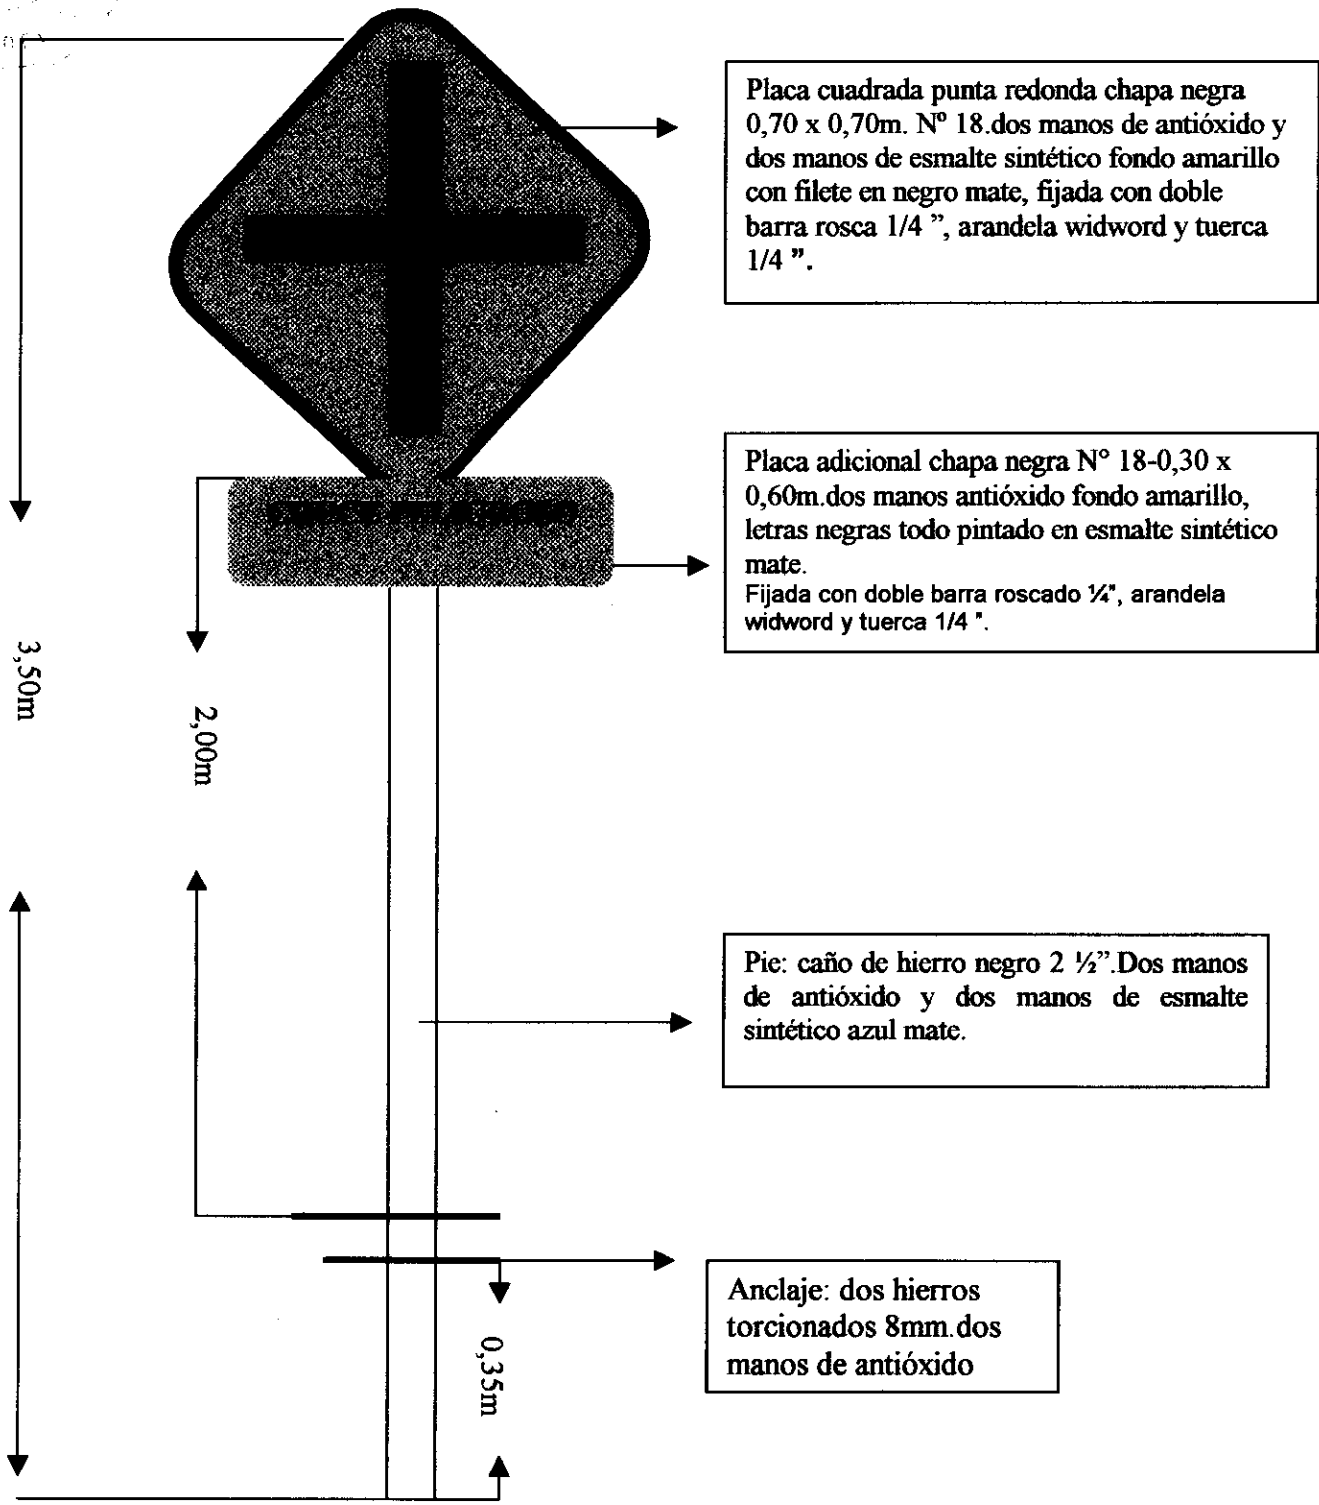 Placa cuadrada punta redonda chapa negra
0,70 x 0,70m. Nº 18.dos manos de antióxido y
dos manos de esmalte sintético fondo amarillo
con filete en negro mate, fijada con doble
barra rosca 1/4 ”, arandela widword y tuerca
1/4 ”.
Placa adicional chapa negra N° 18-0,30 x
0,60m.dos manos antióxido fondo amarillo,
letras negras todo pintado en esmalte sintético
mate.
Fijada con doble barra roscado ¼", arandela
widword y tuerca 1/4 ".
3,50m
2,00m
Pie: caño de hierro negro 2 ½”.Dos manos
de antióxido y dos manos de esmalte
sintético azul mate.
Anclaje: dos hierros
torcionados 8mm.dos
manos de antióxido
0,35m